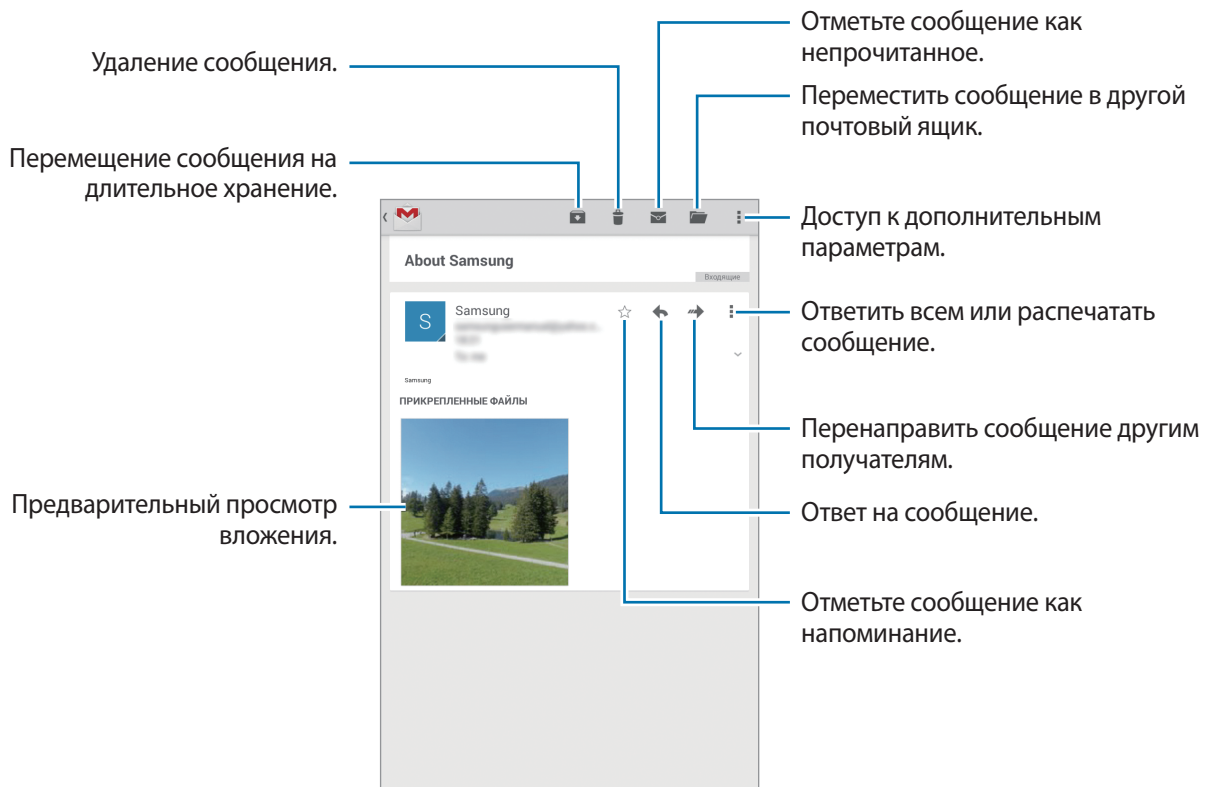 Удаление сообщения.
Перемещение сообщения на
длительное хранение.
Предварительный просмотр
вложения.
About Samsung
Входящие
S
Samsung
Samsung
ПРИКРЕПЛЕННЫЕ ФАЙЛЫ
Отметьте сообщение как
непрочитанное.
Переместить сообщение в другой
почтовый ящик.
Доступ к дополнительным
параметрам.
Ответить всем или распечатать
сообщение.
Перенаправить сообщение другим
получателям.
Ответ на сообщение.
Отметьте сообщение как
напоминание.